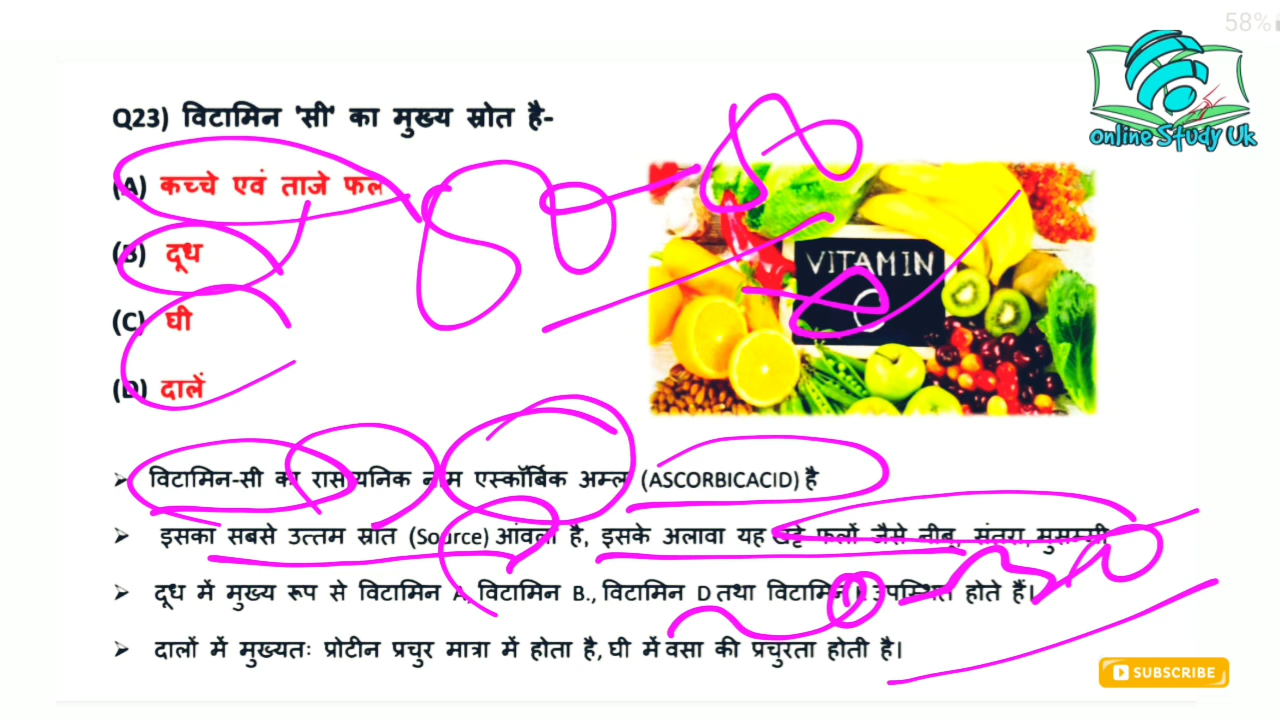 58%
online Study Uk
Q23) विटामिन 'सी' का मुख्य स्रोत है-
(A) कच्चे एवं ताजे फल
(B) दूध
(C) घी
(D) दालें
VITAMIN
C
➢ विटामिन-सी का रासायनिक नाम एस्कॉर्बिक अम्ल (ASCORBICACID) है
➢ इसका सबसे उत्तम स्रोत (Source) आंवला है, इसके अलावा यह खट्टे फलों जैसे नीबू, संतरा, मुसम्मी
➢ दूध में मुख्य रूप से विटामिन A, विटामिन B., विटामिन D तथा विटामिन उपस्थित होते हैं।
➢ दालों में मुख्यतः प्रोटीन प्रचुर मात्रा में होता है, घी में वसा की प्रचुरता होती है।
SUBSCRIBE